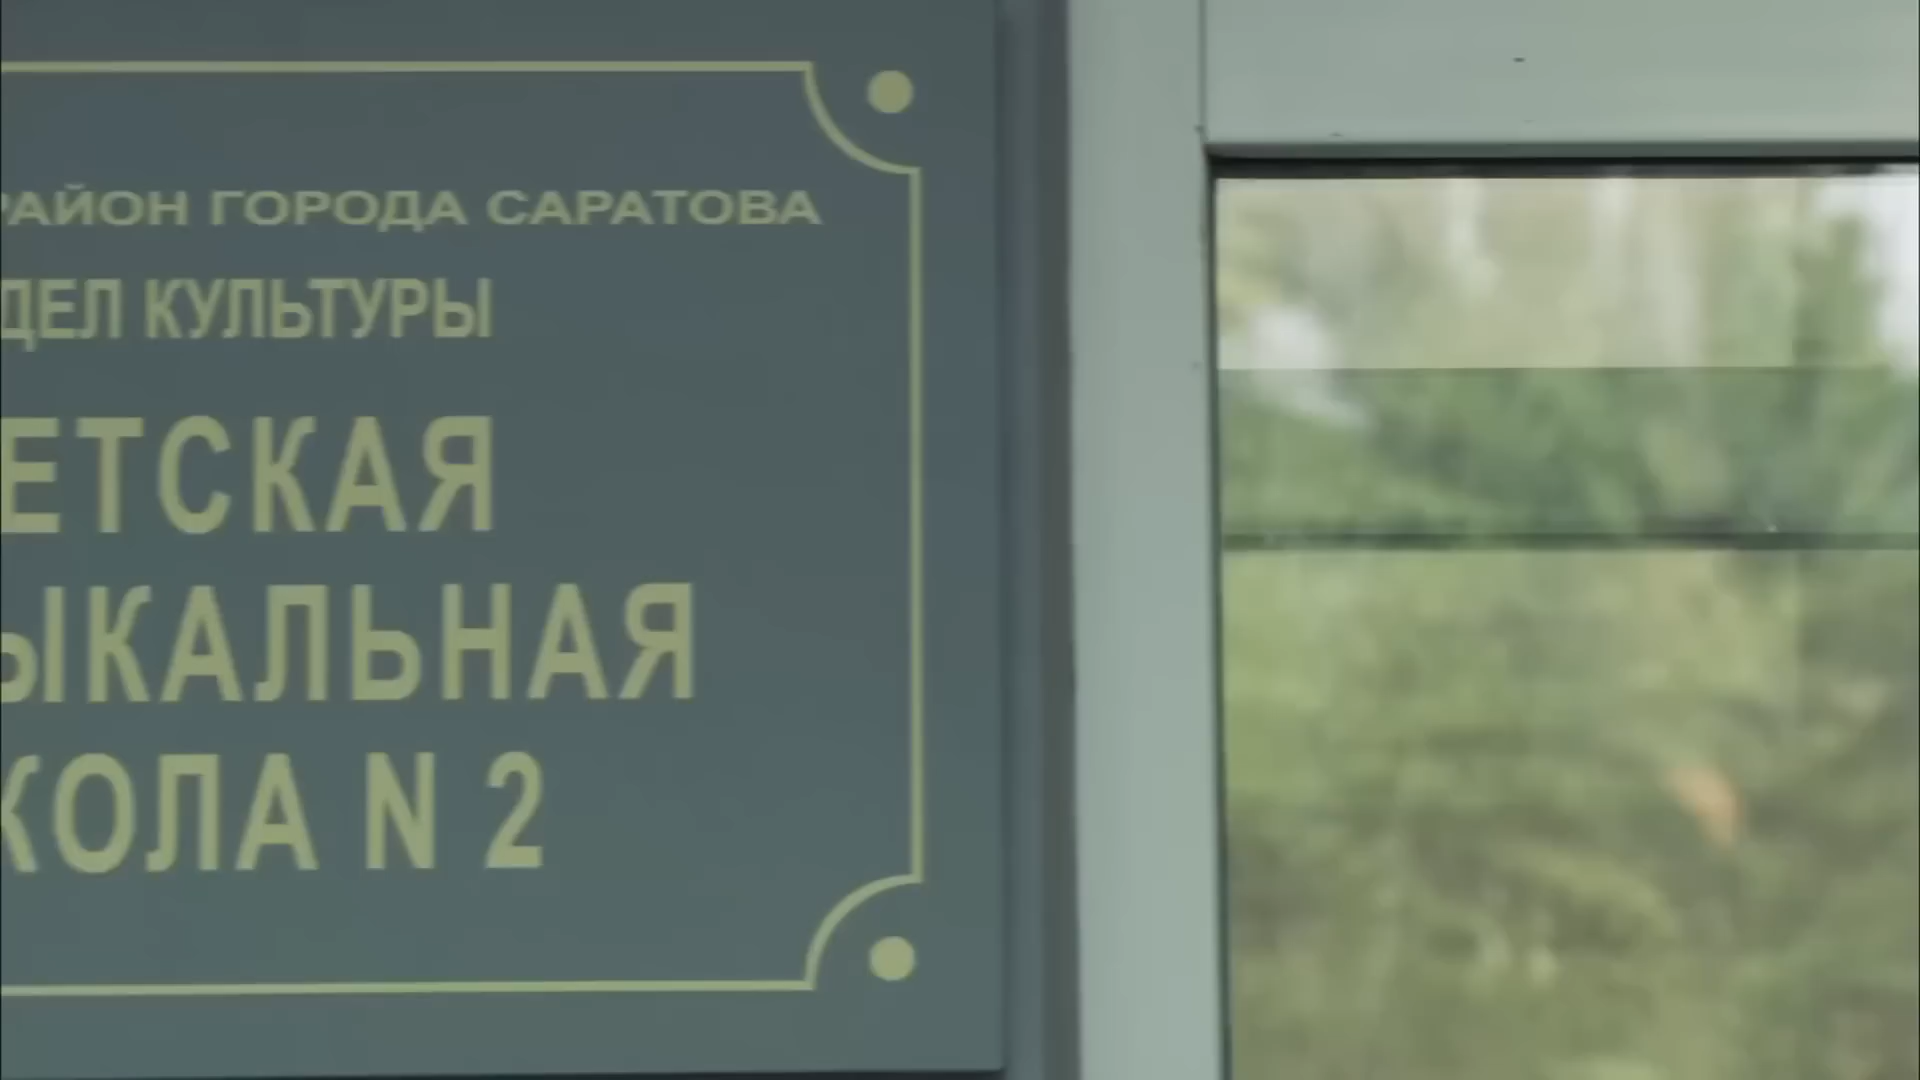 РАЙОН ГОРОДА САРАТОВА
ДЕЛ КУЛЬТУРЫ
ЕТСКАЯ
ЫКАЛЬНАЯ
КОЛА N 2